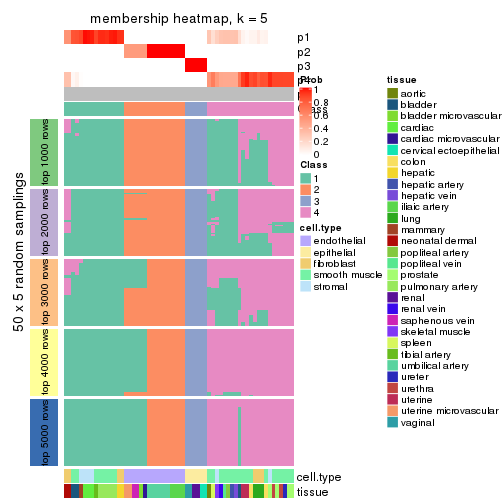 membership heatmap, k = 5
p1
p2
p3
p4
Prob
1
0.8
0.6
0.4
0.2
0
Class
1
2
3
4
cell.type
endothelial
epithelial
fibroblast
smooth muscle
stromal
tissue
aortic
bladder
bladder microvascular
cardiac
cardiac microvascular
cervical ectoepithelial
colon
hepatic
hepatic artery
hepatic vein
iliac artery
lung
mammary
neonatal dermal
popliteal artery
popliteal vein
prostate
pulmonary artery
renal
renal vein
saphenous vein
skeletal muscle
spleen
tibial artery
umbilical artery
ureter
urethra
uterine
uterine microvascular
vaginal
50 x 5 random samplings
top 1000 rows
top 2000 rows
top 3000 rows
top 4000 rows
top 5000 rows
cell.type
tissue